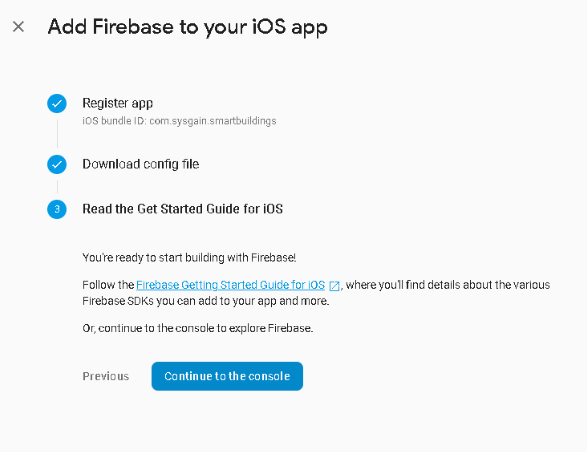 Add Firebase to your iOS app
Register app
iOS bundle ID: com.sysgain.smartbuildings
Download config file
3 Read the Get Started Guide for iOS
You're ready to start building with Firebase!
Follow the Firebase Getting Started Guide for iOS , where you'll find details about the various
Firebase SDKs you can add to your app and more.
Or, continue to the console to explore Firebase.
Previous Continue to the console